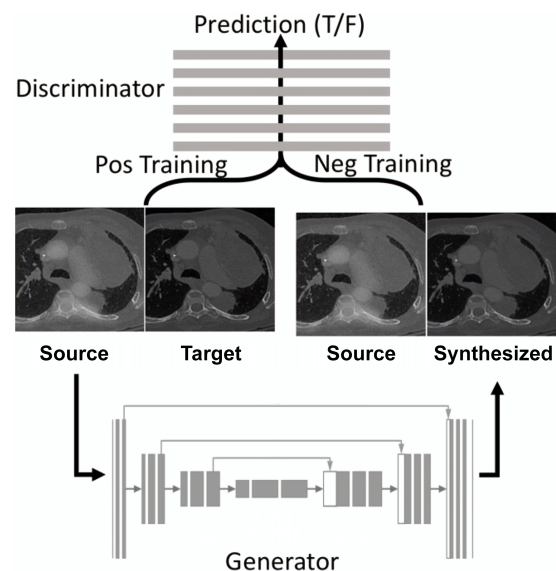 Prediction (T/F)
Discriminator
Pos Training
Neg Training
Source
Target
Source
Synthesized
Generator